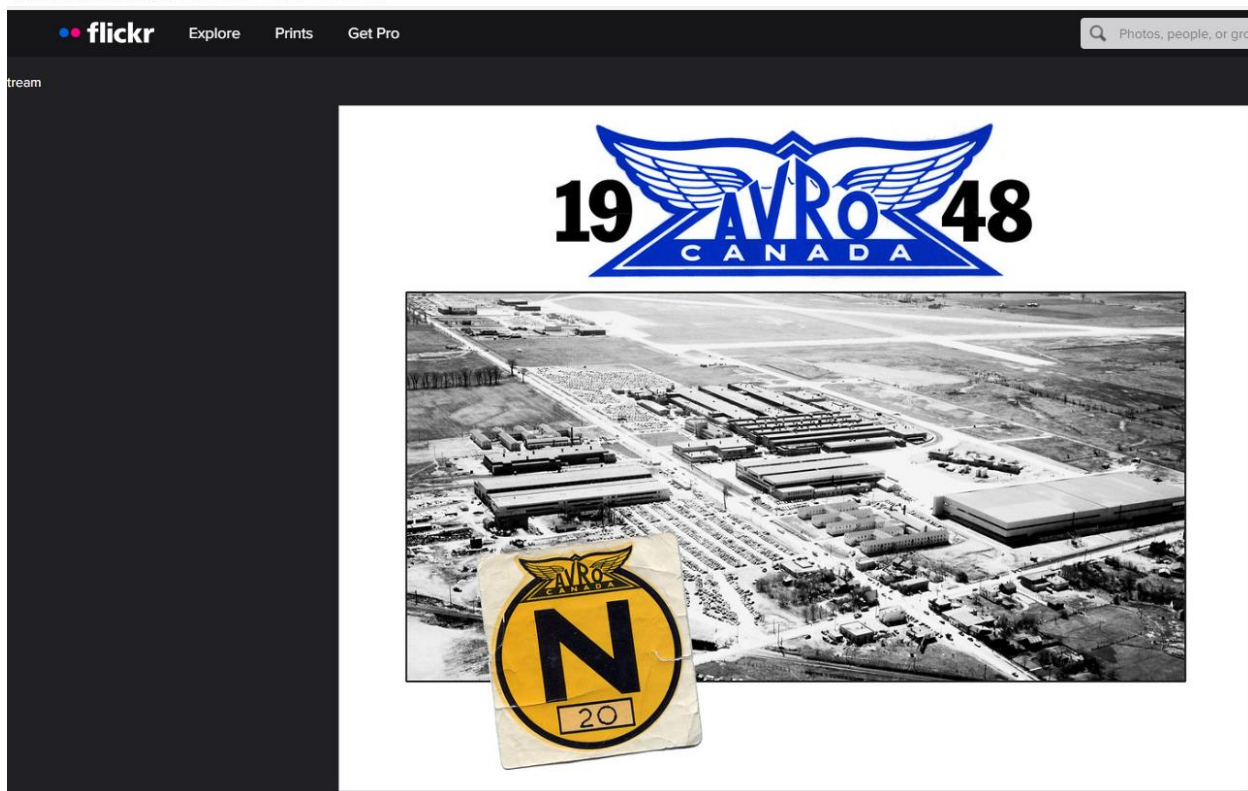 flickr Explore Prints Get Pro
Photos, people, or gro
tream
19 AVRO 48
CANADA
AVRO
CANADA
N
20